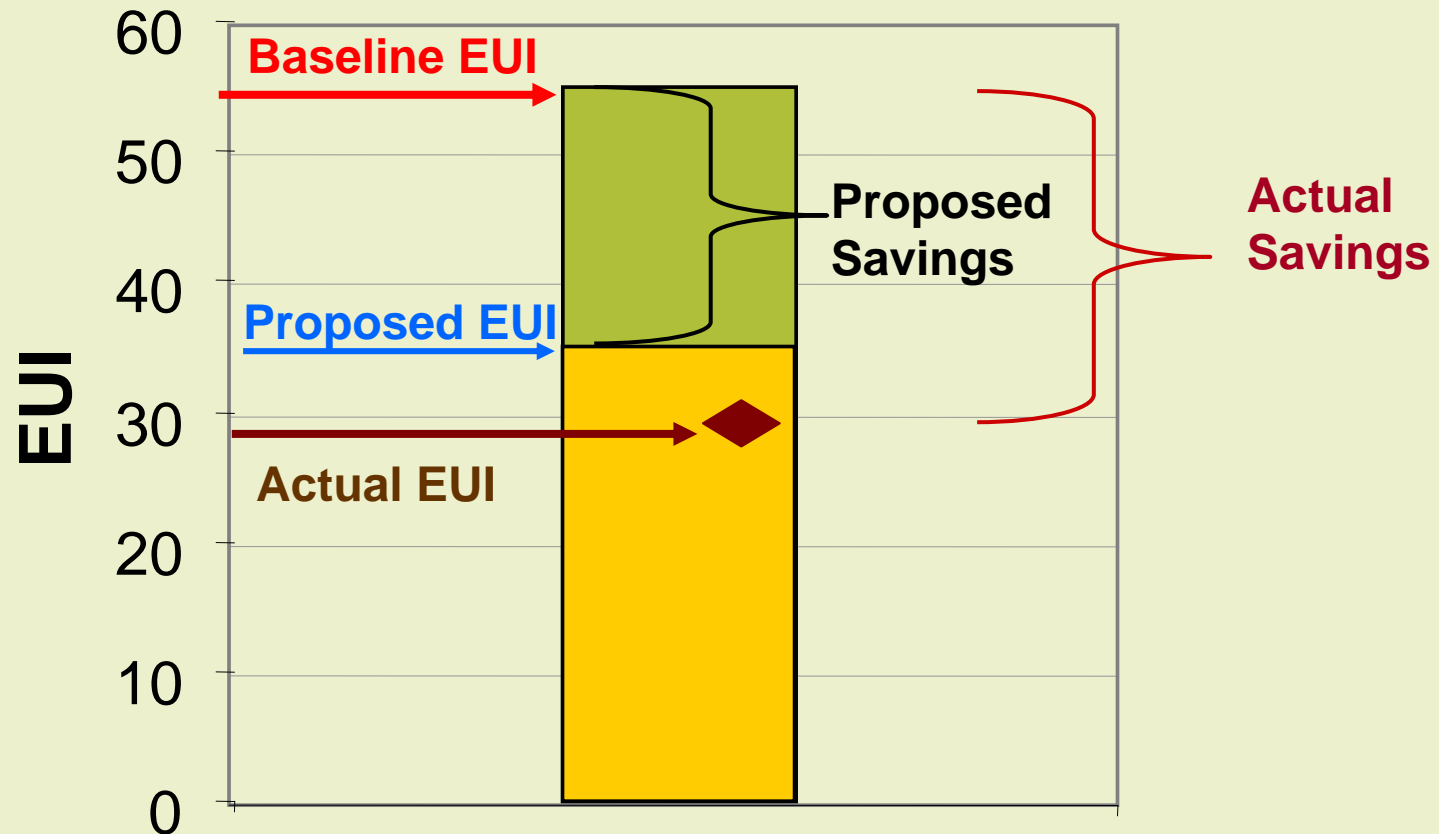 60
Baseline EUI
50
Proposed
Savings
Actual
Savings
40
Proposed EUI
EUI
30
Actual EUI
20
10
0